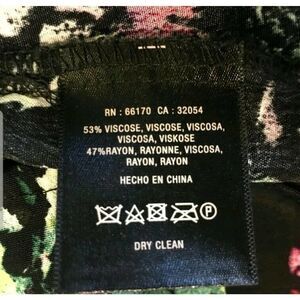 RN : 66170 CA : 32054
53% VISCOSE, VISCOSE, VISCOSA,
VISCOSA, VISKOSE
47%RAYON, RAYONNE, VISCOSA,
RAYON, RAYON
HECHO EN CHINA
P
DRY CLEAN